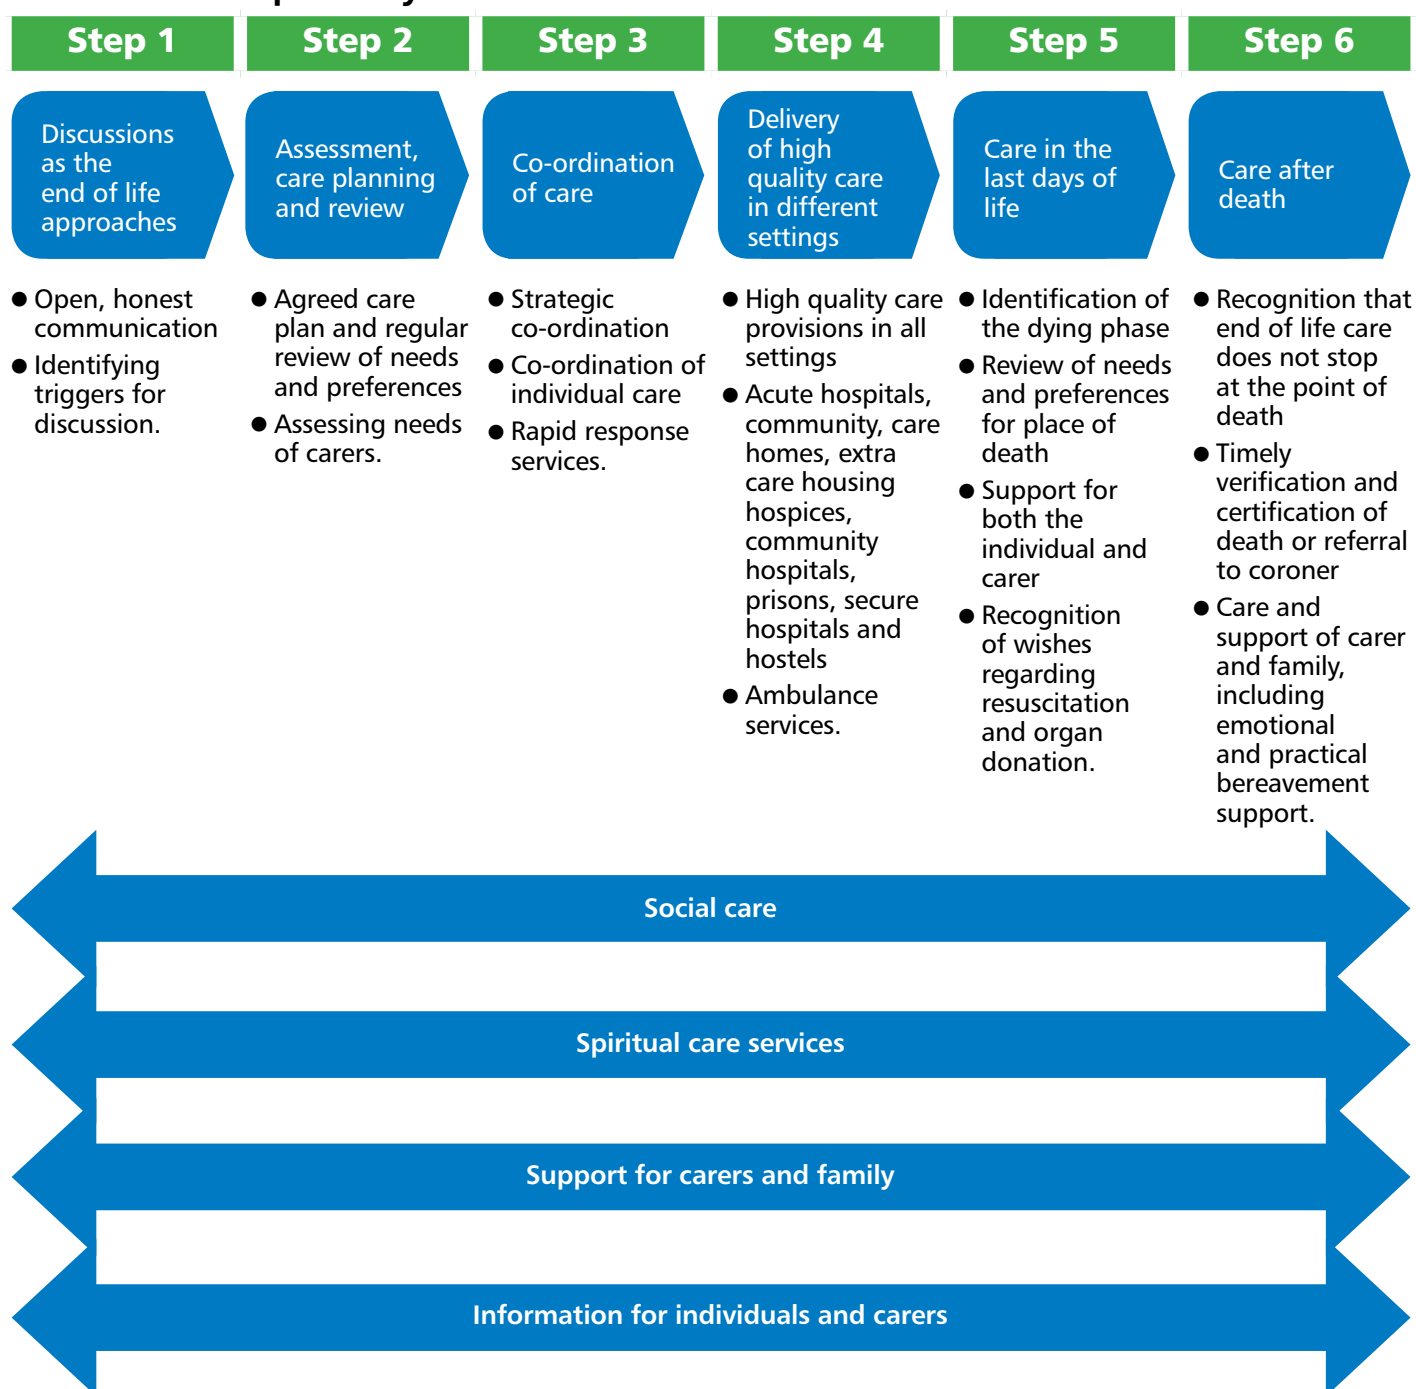 Step 1
Step 2
Step 3
Step 4
Step 5
Step 6
Discussions
as the
end of life
approaches
Assessment,
care planning
and review
Co-ordination
of care
Delivery
of high
quality care
in different
settings
Care in the
last days of
life
Care after
death
● Open, honest
communication
● Identifying
triggers for
discussion.
● Agreed care
plan and regular
review of needs
and preferences
● Assessing needs
of carers.
● Strategic
co-ordination
● Co-ordination of
individual care
● Rapid response
services.
● High quality care
provisions in all
settings
● Acute hospitals,
community, care
homes, extra
care housing
hospices,
community
hospitals,
prisons, secure
hospitals and
hostels
● Ambulance
services.
● Identification of
the dying phase
● Review of needs
and preferences
for place of
death
● Support for
both the
individual and
carer
● Recognition
of wishes
regarding
resuscitation
and organ
donation.
● Recognition that
end of life care
does not stop
at the point of
death
● Timely
verification and
certification of
death or referral
to coroner
● Care and
support of carer
and family,
including
emotional
and practical
bereavement
support.
Social care
Spiritual care services
Support for carers and family
Information for individuals and carers